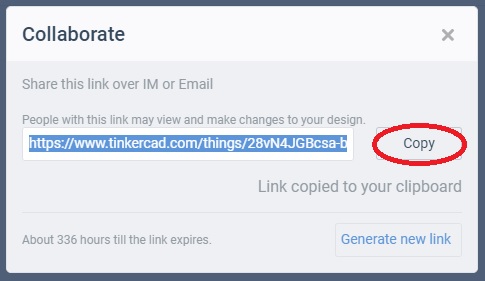 Collaborate ×
Share this link over IM or Email
People with this link may view and make changes to your design.
https://www.tinkercad.com/things/28vN4JGBcsa-b
Copy
Link copied to your clipboard
About 336 hours till the link expires.
Generate new link